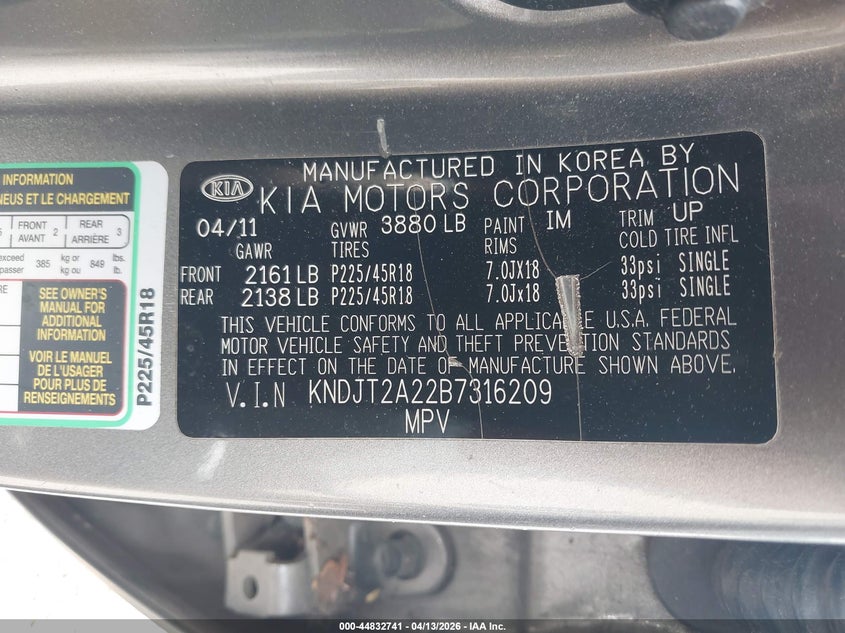 INFORMATION
NEUS ET LE CHARGEMENT
FRONT AVANT 2 REAR ARRIÈRE 3
exceed
passer 385 kg or kg ou 849 lb. or lb. ou
SEE OWNER'S
MANUAL FOR
ADDITIONAL
INFORMATION
VOIR LE MANUEL
DE L'USAGER
POUR PLUS DE
RENSEIGNEMENTS
P225/45R18
MANUFACTURED IN KOREA BY
KIA KIA MOTORS CORPORATION
04/11 GVWR 3880 LB PAINT IM TRIM UP
GAWR TIRES RIMS COLD TIRE INFL
FRONT 2161 LB P225/45R18 7.0JX18 33psi SINGLE
REAR 2138 LB P225/45R18 7.0Jx18 33psi SINGLE
THIS VEHICLE CONFORMS TO ALL APPLICABLE U.S.A. FEDERAL
MOTOR VEHICLE SAFETY AND THEFT PREVENTION STANDARDS
IN EFFECT ON THE DATE OF MANUFACTURE SHOWN ABOVE.
V.I.N KNDJT2A22B7316209
MPV
000-44832741 - 04/13/2026 - IAA Inc.